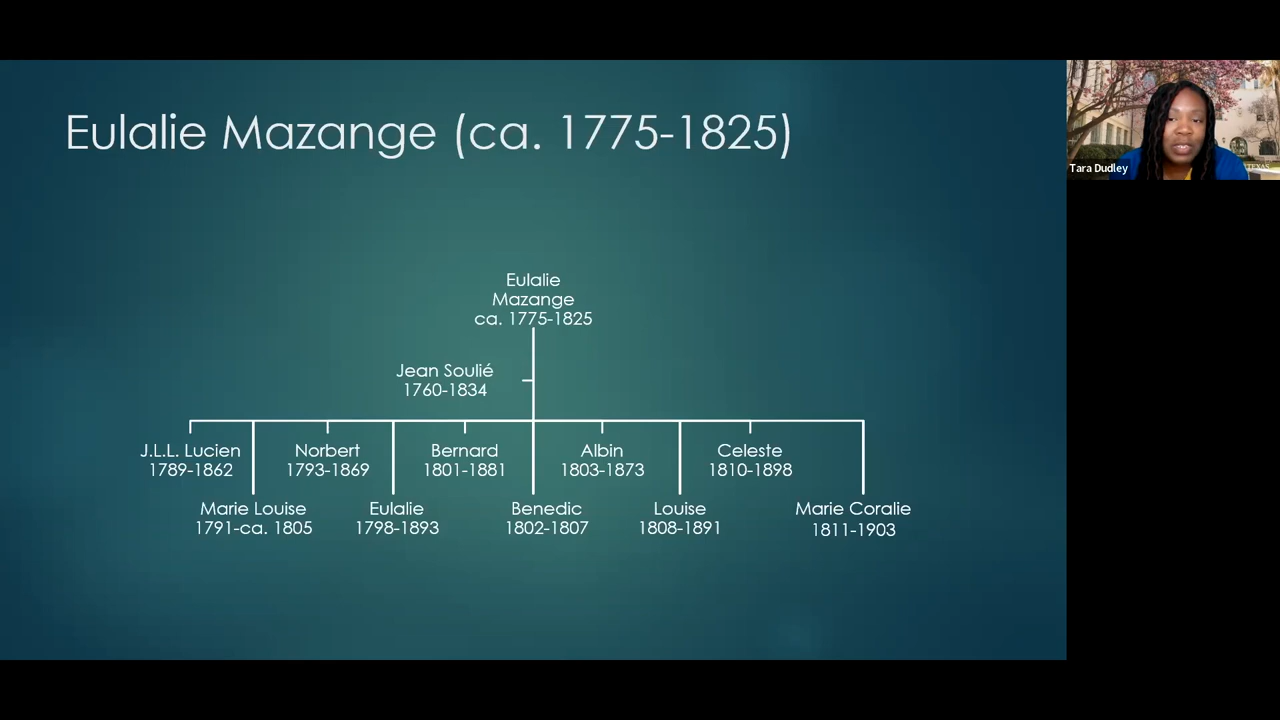 Eulalie Mazange (ca. 1775-1825)
Tara Dudley
TEXAS
Eulalie
Mazange
ca. 1775-1825
Jean Soulié
1760-1834
J.L.L. Lucien
1789-1862
Norbert
1793-1869
Bernard
1801-1881
Albin
1803-1873
Celeste
1810-1898
Marie Louise
1791-ca. 1805
Eulalie
1798-1893
Benedic
1802-1807
Louise
1808-1891
Marie Coralie
1811-1903